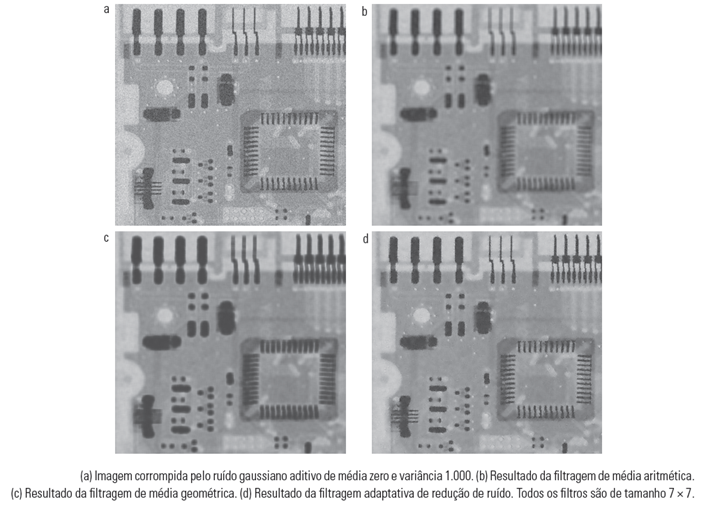 a
b
c
d
(a) Imagem corrompida pelo ruído gaussiano aditivo de média zero e variância 1.000. (b) Resultado da filtragem de média aritmética.
(c) Resultado da filtragem de média geométrica. (d) Resultado da filtragem adaptativa de redução de ruído. Todos os filtros são de tamanho 7 × 7.